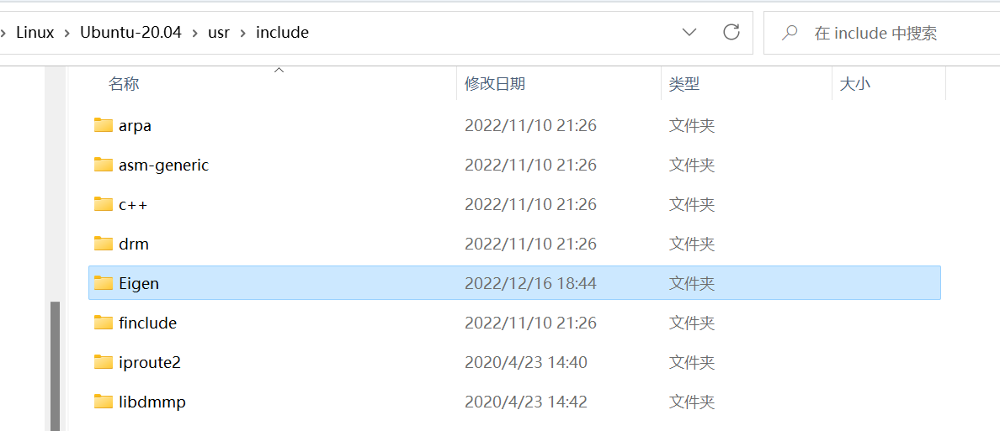 Linux Ubuntu-20.04 usr include 在 include 中搜索
名称 修改日期 类型 大小
arpa 2022/11/10 21:26 文件夹
asm-generic 2022/11/10 21:26 文件夹
c++ 2022/11/10 21:26 文件夹
drm 2022/11/10 21:26 文件夹
Eigen 2022/12/16 18:44 文件夹
finclude 2022/11/10 21:26 文件夹
iproute2 2020/4/23 14:40 文件夹
libdmmp 2020/4/23 14:42 文件夹